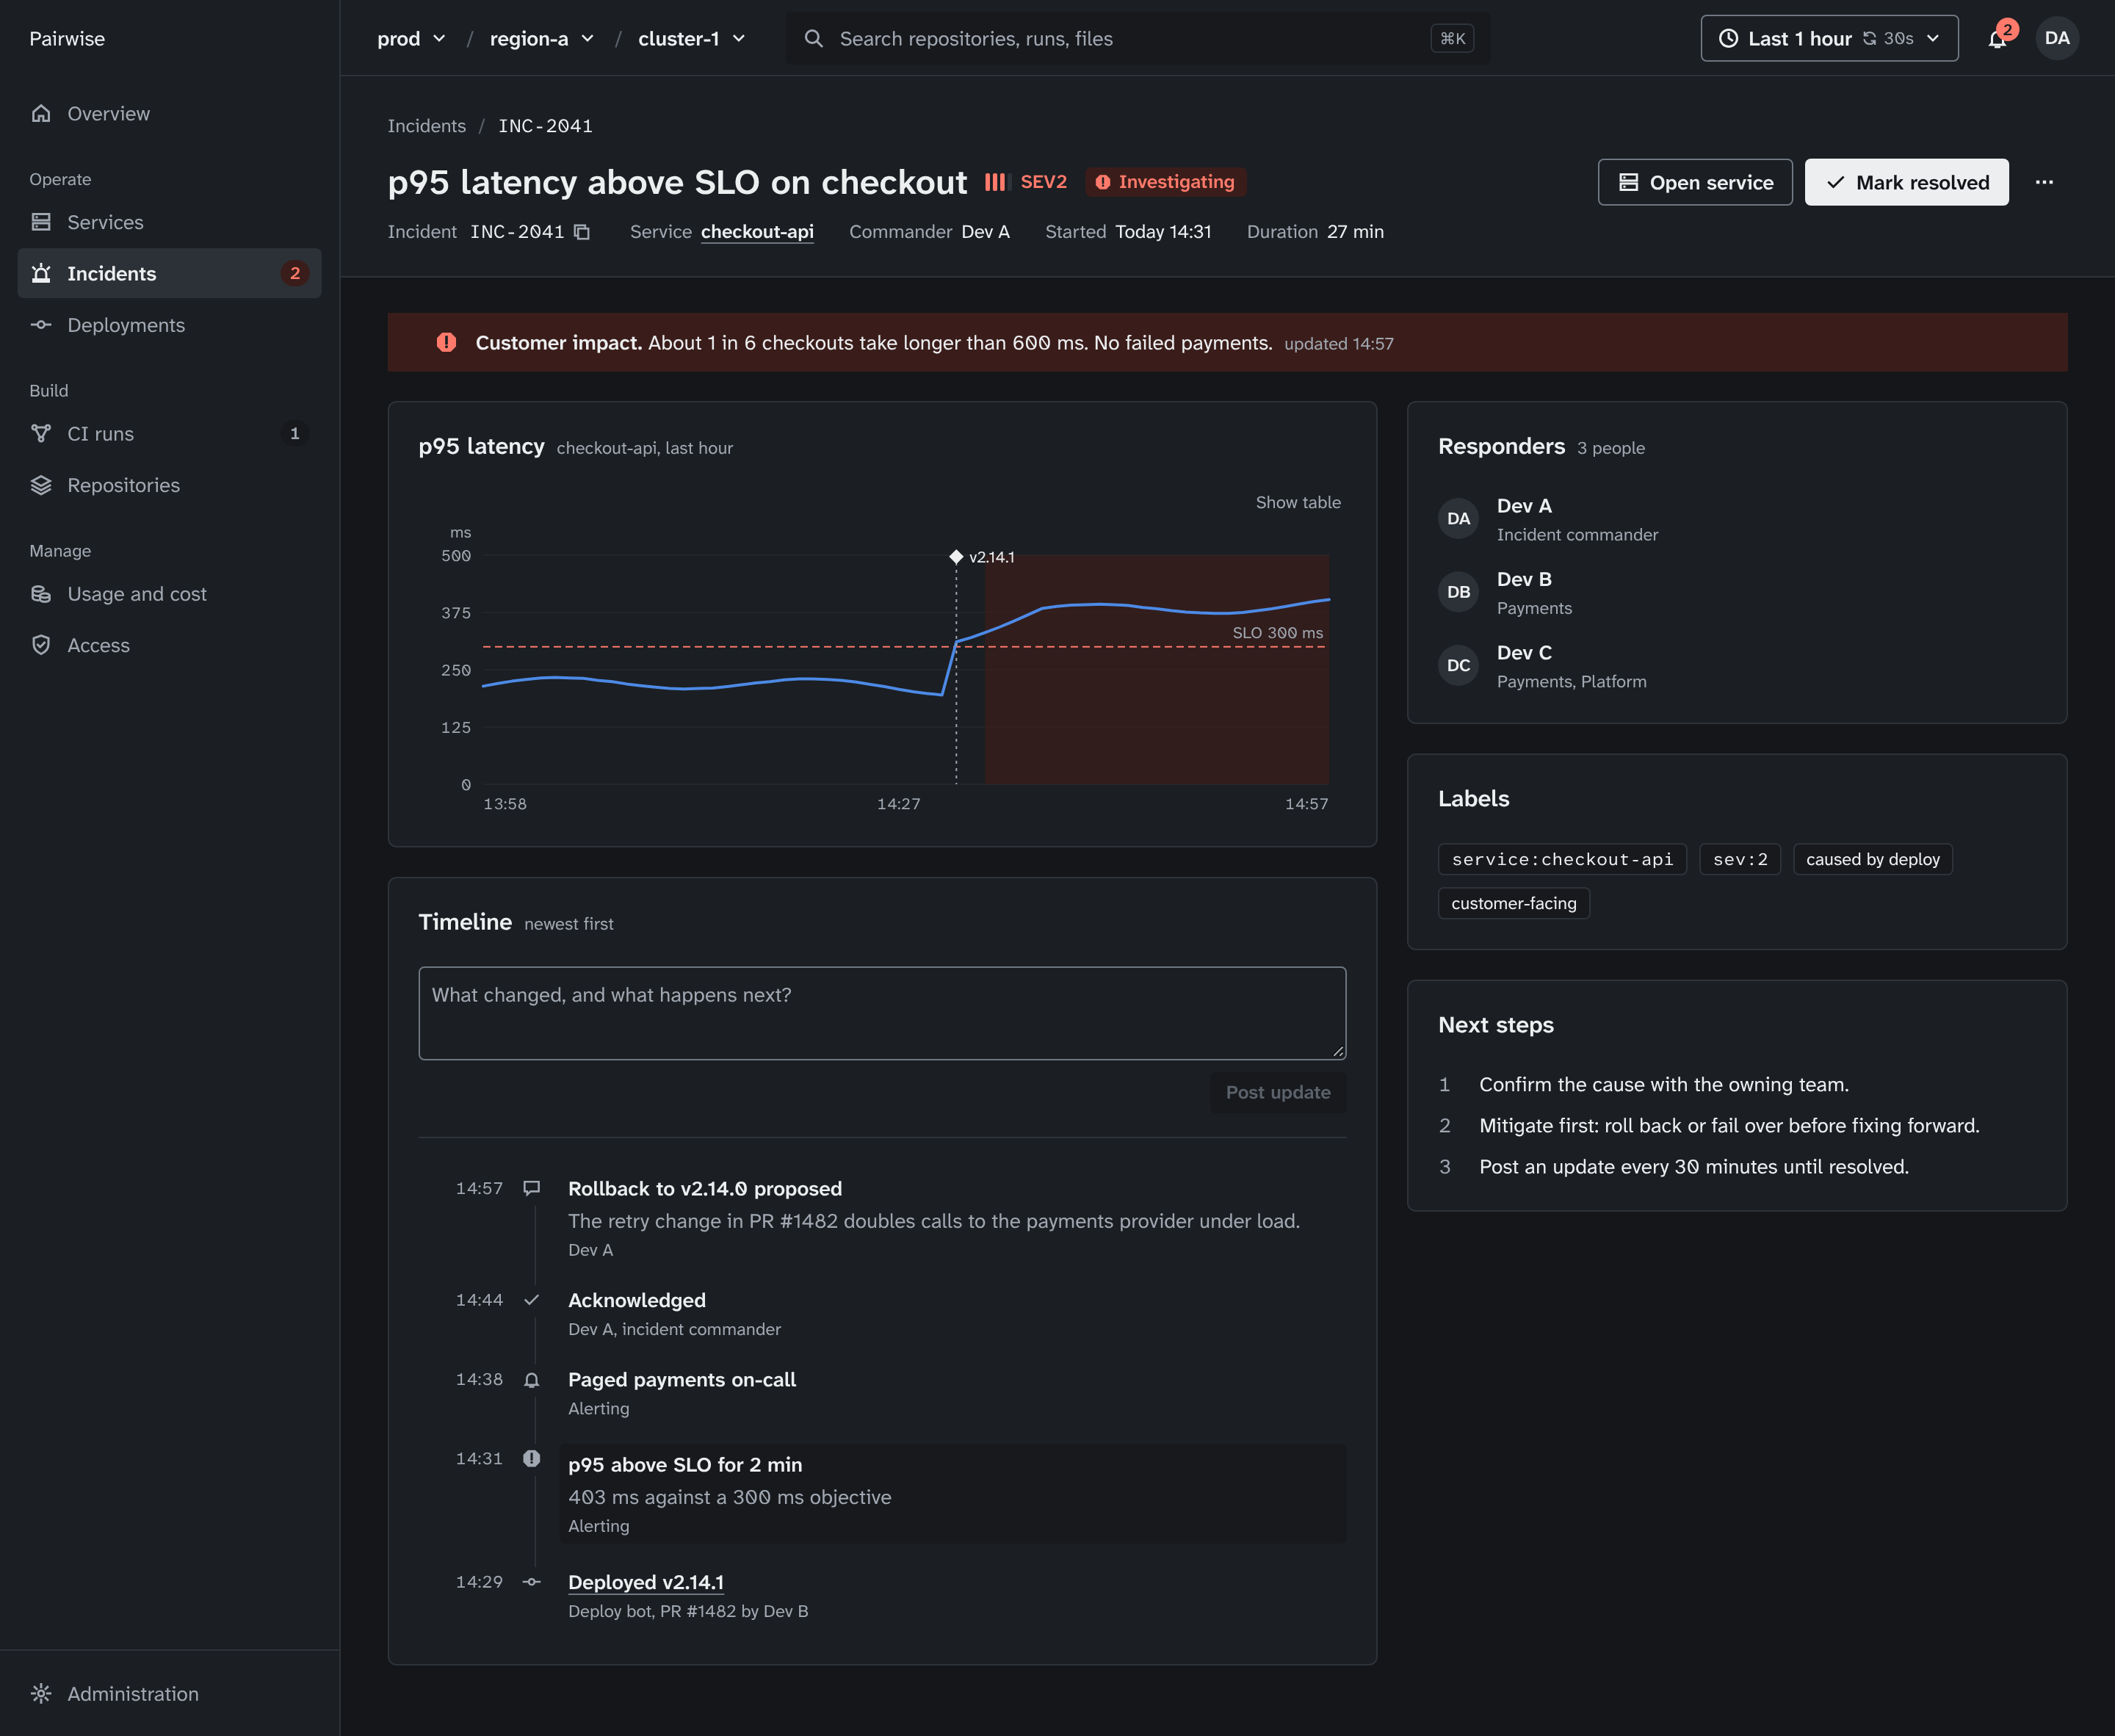 Pairwise
Overview
Operate
Services
Incidents 2
Deployments
Build
CI runs 1
Repositories
Manage
Usage and cost
Access
Administration
prod / region-a / cluster-1
Search repositories, runs, files ⌘K
Last 1 hour 30s
2
DA
Incidents / INC-2041
p95 latency above SLO on checkout SEV2 Investigating
Open service
Mark resolved
Incident INC-2041 Service checkout-api Commander Dev A Started Today 14:31 Duration 27 min
Customer impact. About 1 in 6 checkouts take longer than 600 ms. No failed payments. updated 14:57
p95 latency checkout-api, last hour
Show table
ms
500
375
250
125
0
v2.14.1
SLO 300 ms
13:58 14:27 14:57
Timeline newest first
What changed, and what happens next?
Post update
14:57 Rollback to v2.14.0 proposed
The retry change in PR #1482 doubles calls to the payments provider under load.
Dev A
14:44 Acknowledged
Dev A, incident commander
14:38 Paged payments on-call
Alerting
14:31 p95 above SLO for 2 min
403 ms against a 300 ms objective
Alerting
14:29 Deployed v2.14.1
Deploy bot, PR #1482 by Dev B
Responders 3 people
DA Dev A
Incident commander
DB Dev B
Payments
DC Dev C
Payments, Platform
Labels
service:checkout-api sev:2 caused by deploy
customer-facing
Next steps
1 Confirm the cause with the owning team.
2 Mitigate first: roll back or fail over before fixing forward.
3 Post an update every 30 minutes until resolved.